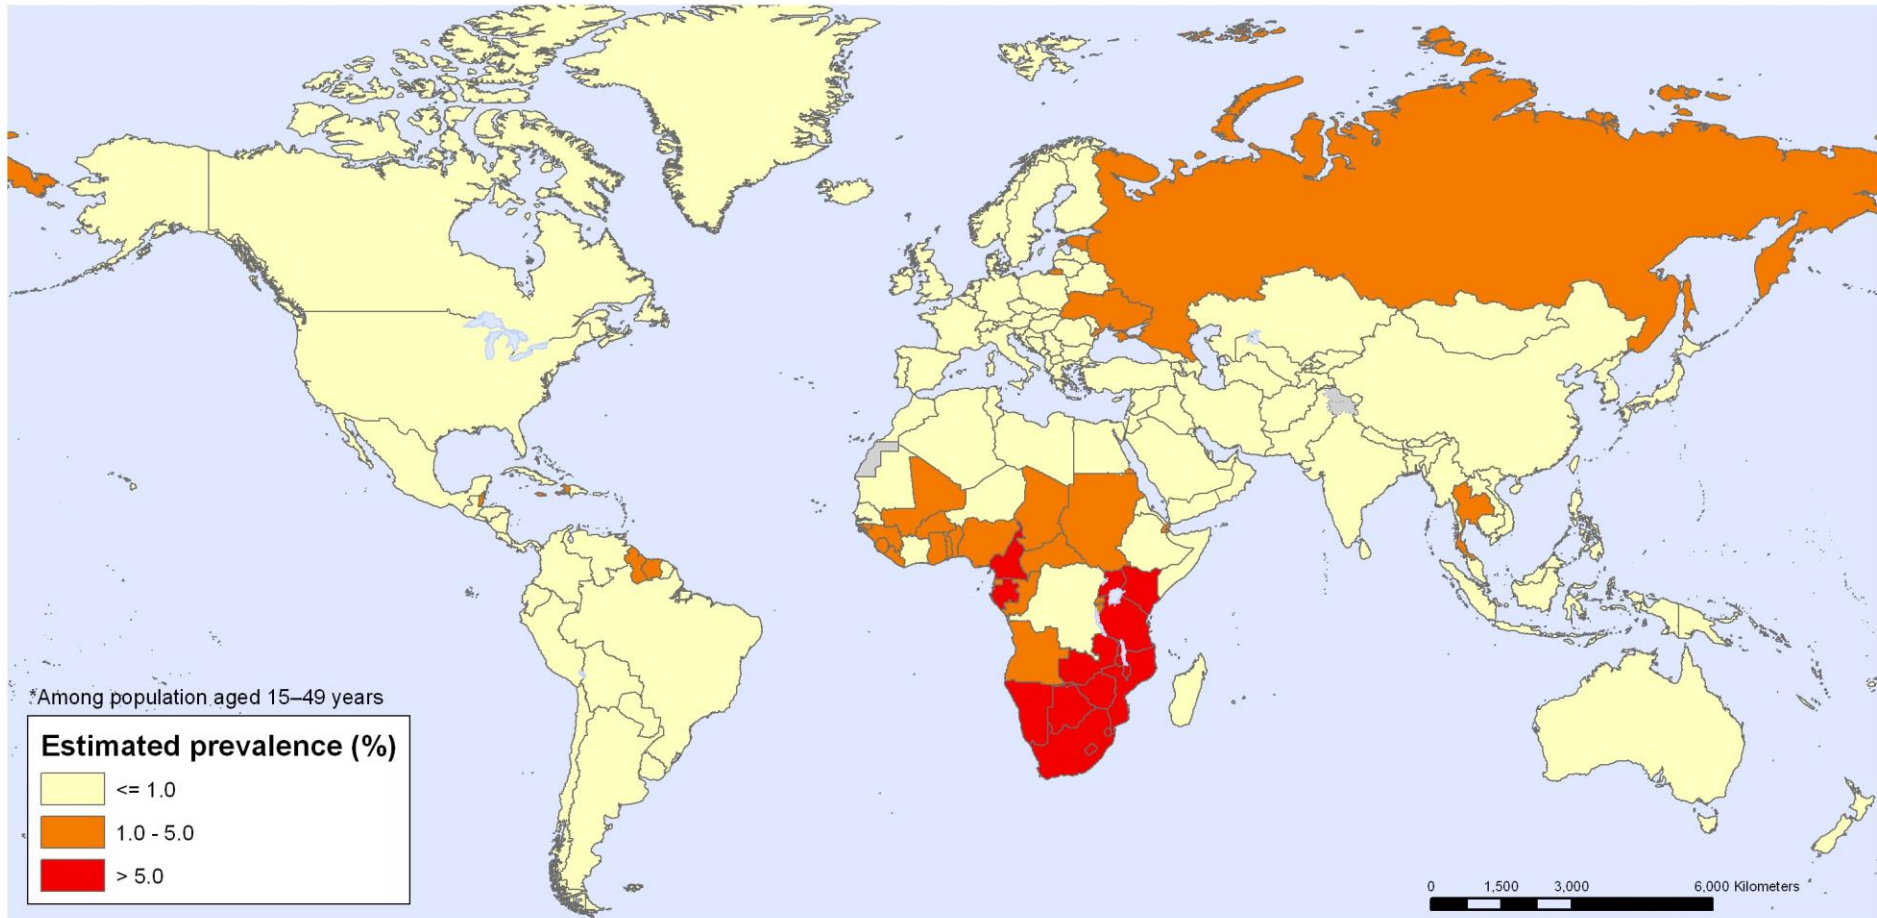 *Among population aged 15–49 years
Estimated prevalence (%)
<= 1.0
1.0 - 5.0
> 5.0
0 1,500 3,000 6,000 Kilometers